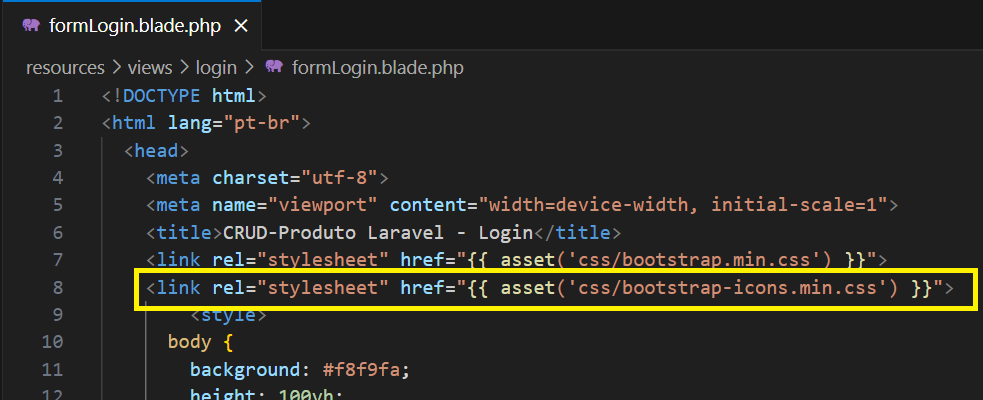 formLogin.blade.php ×
resources > views > login > formLogin.blade.php
1 <!DOCTYPE html>
2 <html lang="pt-br">
3 <head>
4 <meta charset="utf-8">
5 <meta name="viewport" content="width=device-width, initial-scale=1">
6 <title>CRUD-Produto Laravel - Login</title>
7 <link rel="stylesheet" href="{{ asset('css/bootstrap.min.css') }}">
8 <link rel="stylesheet" href="{{ asset('css/bootstrap-icons.min.css') }}">
9 <style>
10 body {
11 background: #f8f9fa;
12 height: 100vh;